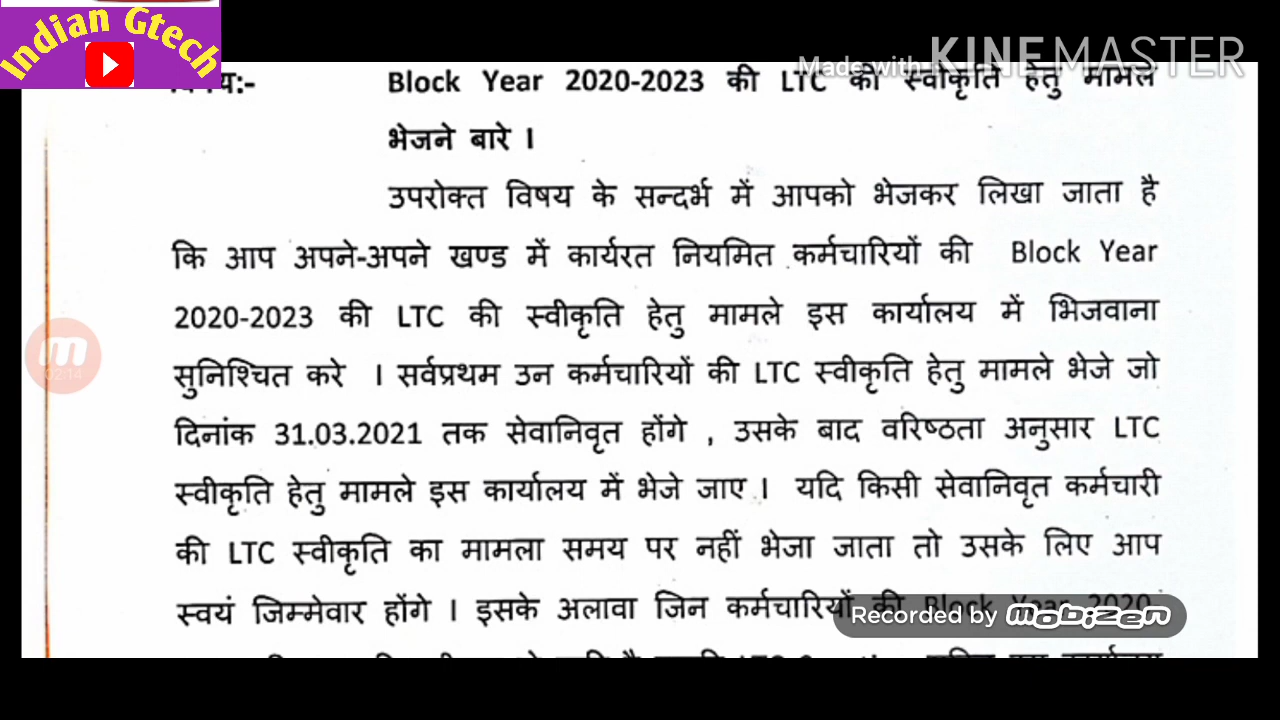 Indian Gtech
Made with KINEMASTER
Block Year 2020-2023 की LTC की स्वीकृति हेतु मामले
भेजने बारे ।
उपरोक्त विषय के सन्दर्भ में आपको भेजकर लिखा जाता है
कि आप अपने-अपने खण्ड में कार्यरत नियमित कर्मचारियों की Block Year
2020-2023 की LTC की स्वीकृति हेतु मामले इस कार्यालय में भिजवाना
सुनिश्चित करे । सर्वप्रथम उन कर्मचारियों की LTC स्वीकृति हेतु मामले भेजे जो
दिनांक 31.03.2021 तक सेवानिवृत होंगे , उसके बाद वरिष्ठता अनुसार LTC
स्वीकृति हेतु मामले इस कार्यालय में भेजे जाए । यदि किसी सेवानिवृत कर्मचारी
की LTC स्वीकृति का मामला समय पर नहीं भेजा जाता तो उसके लिए आप
स्वयं जिम्मेवार होंगे । इसके अलावा जिन कर्मचारियों की Block Year 2020-
02:14
Recorded by mobizen